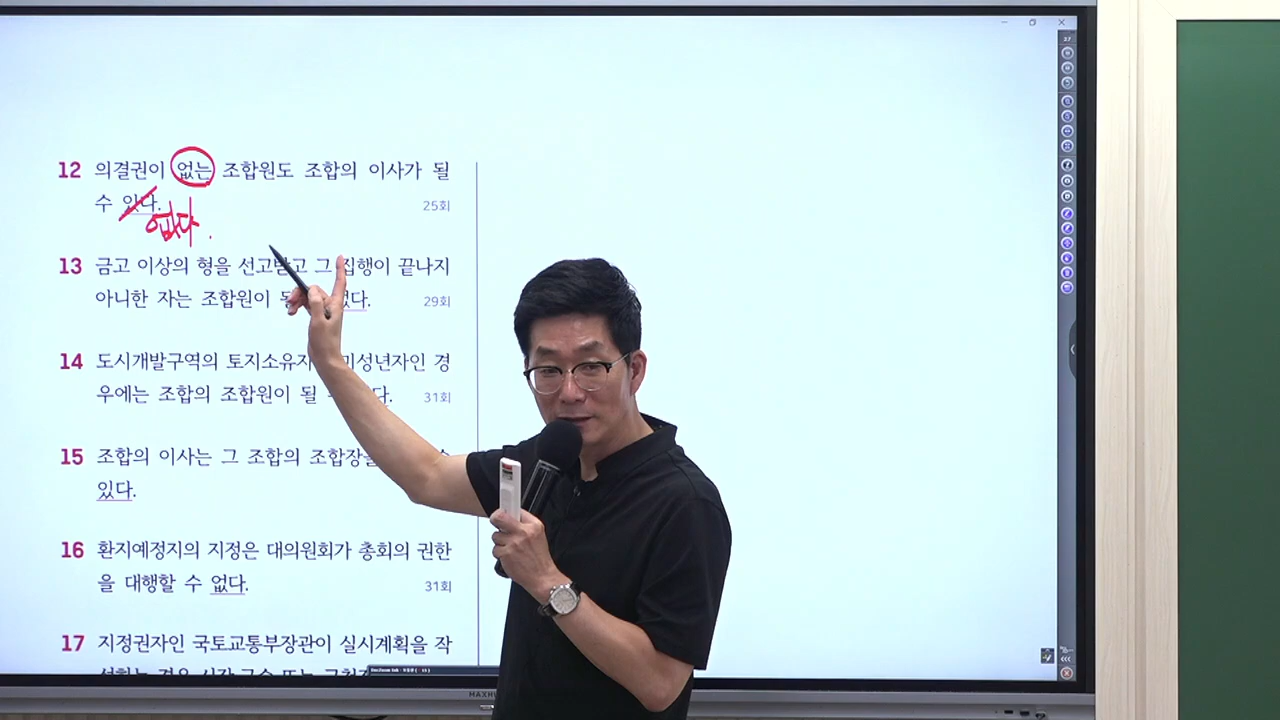 12 의결권이 없는 조합원도 조합의 이사가 될
수 있다. 25회
없다.
13 금고 이상의 형을 선고받고 그 집행이 끝나지
아니한 자는 조합원이 없다. 29회
14 도시개발구역의 토지소유자 미성년자인 경
우에는 조합의 조합원이 될 다. 31회
15 조합의 이사는 그 조합의 조합장을 수
있다.
16 환지예정지의 지정은 대의원회가 총회의 권한
을 대행할 수 없다. 31회
17 지정권자인 국토교통부장관이 실시계획을 작